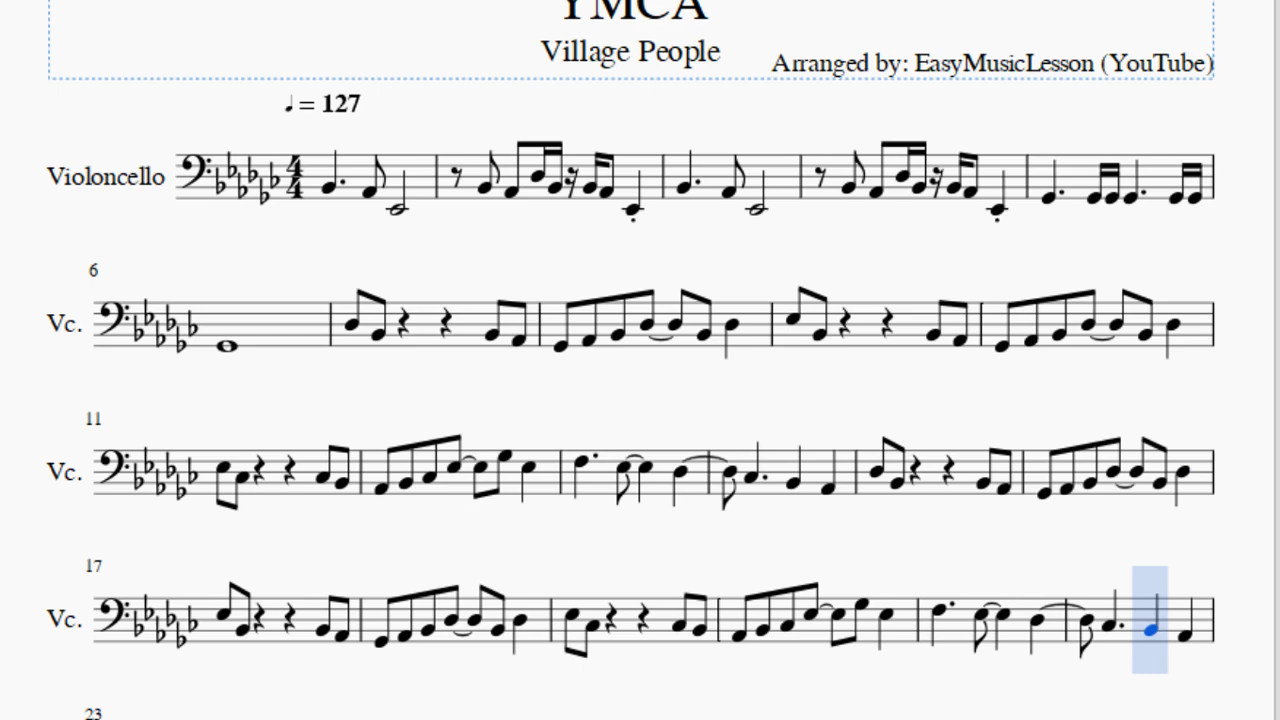 YMCA
Village People
Arranged by: EasyMusicLesson (YouTube)
♩ = 127
Violoncello
6
Vc.
11
Vc.
17
Vc.
23